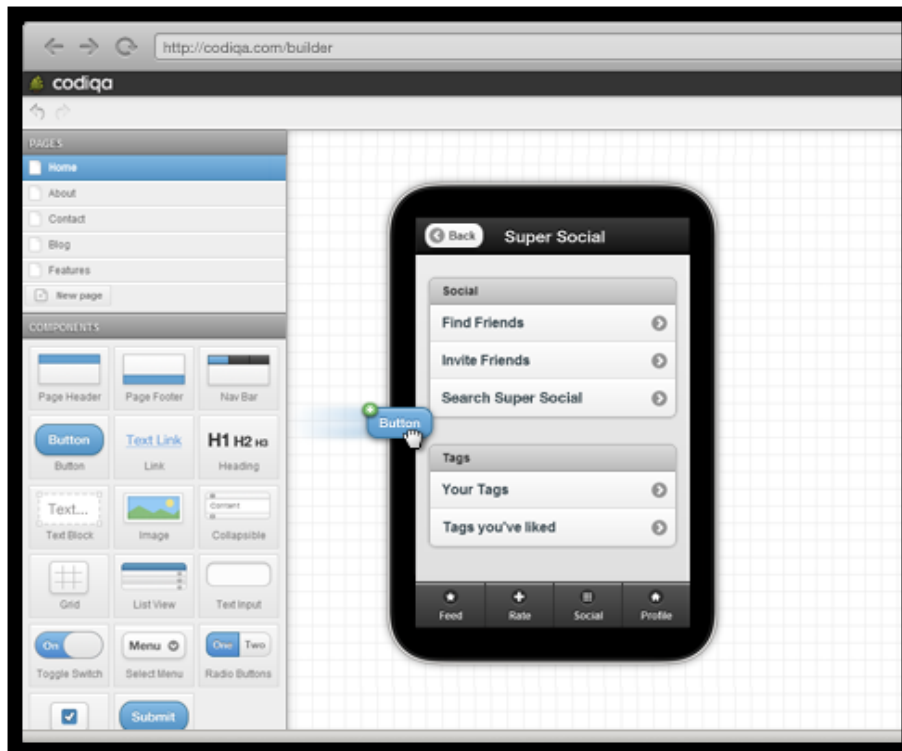 http://codiqa.com/builder
codiqa
PAGES
Home
About
Contact
Blog
Features
New page
COMPONENTS
Page Header
Page Footer
Nav Bar
Button
Text Link
H1 H2 H3
Button
Link
Heading
Text...
Content
Text Block
Image
Collapsible
Grid
List View
Text Input
On
Menu
One Two
Toggle Switch
Select Menu
Radio Buttons
Submit
Back
Super Social
Social
Find Friends
Invite Friends
Search Super Social
Button
Tags
Your Tags
Tags you've liked
Feed
Rate
Social
Profile